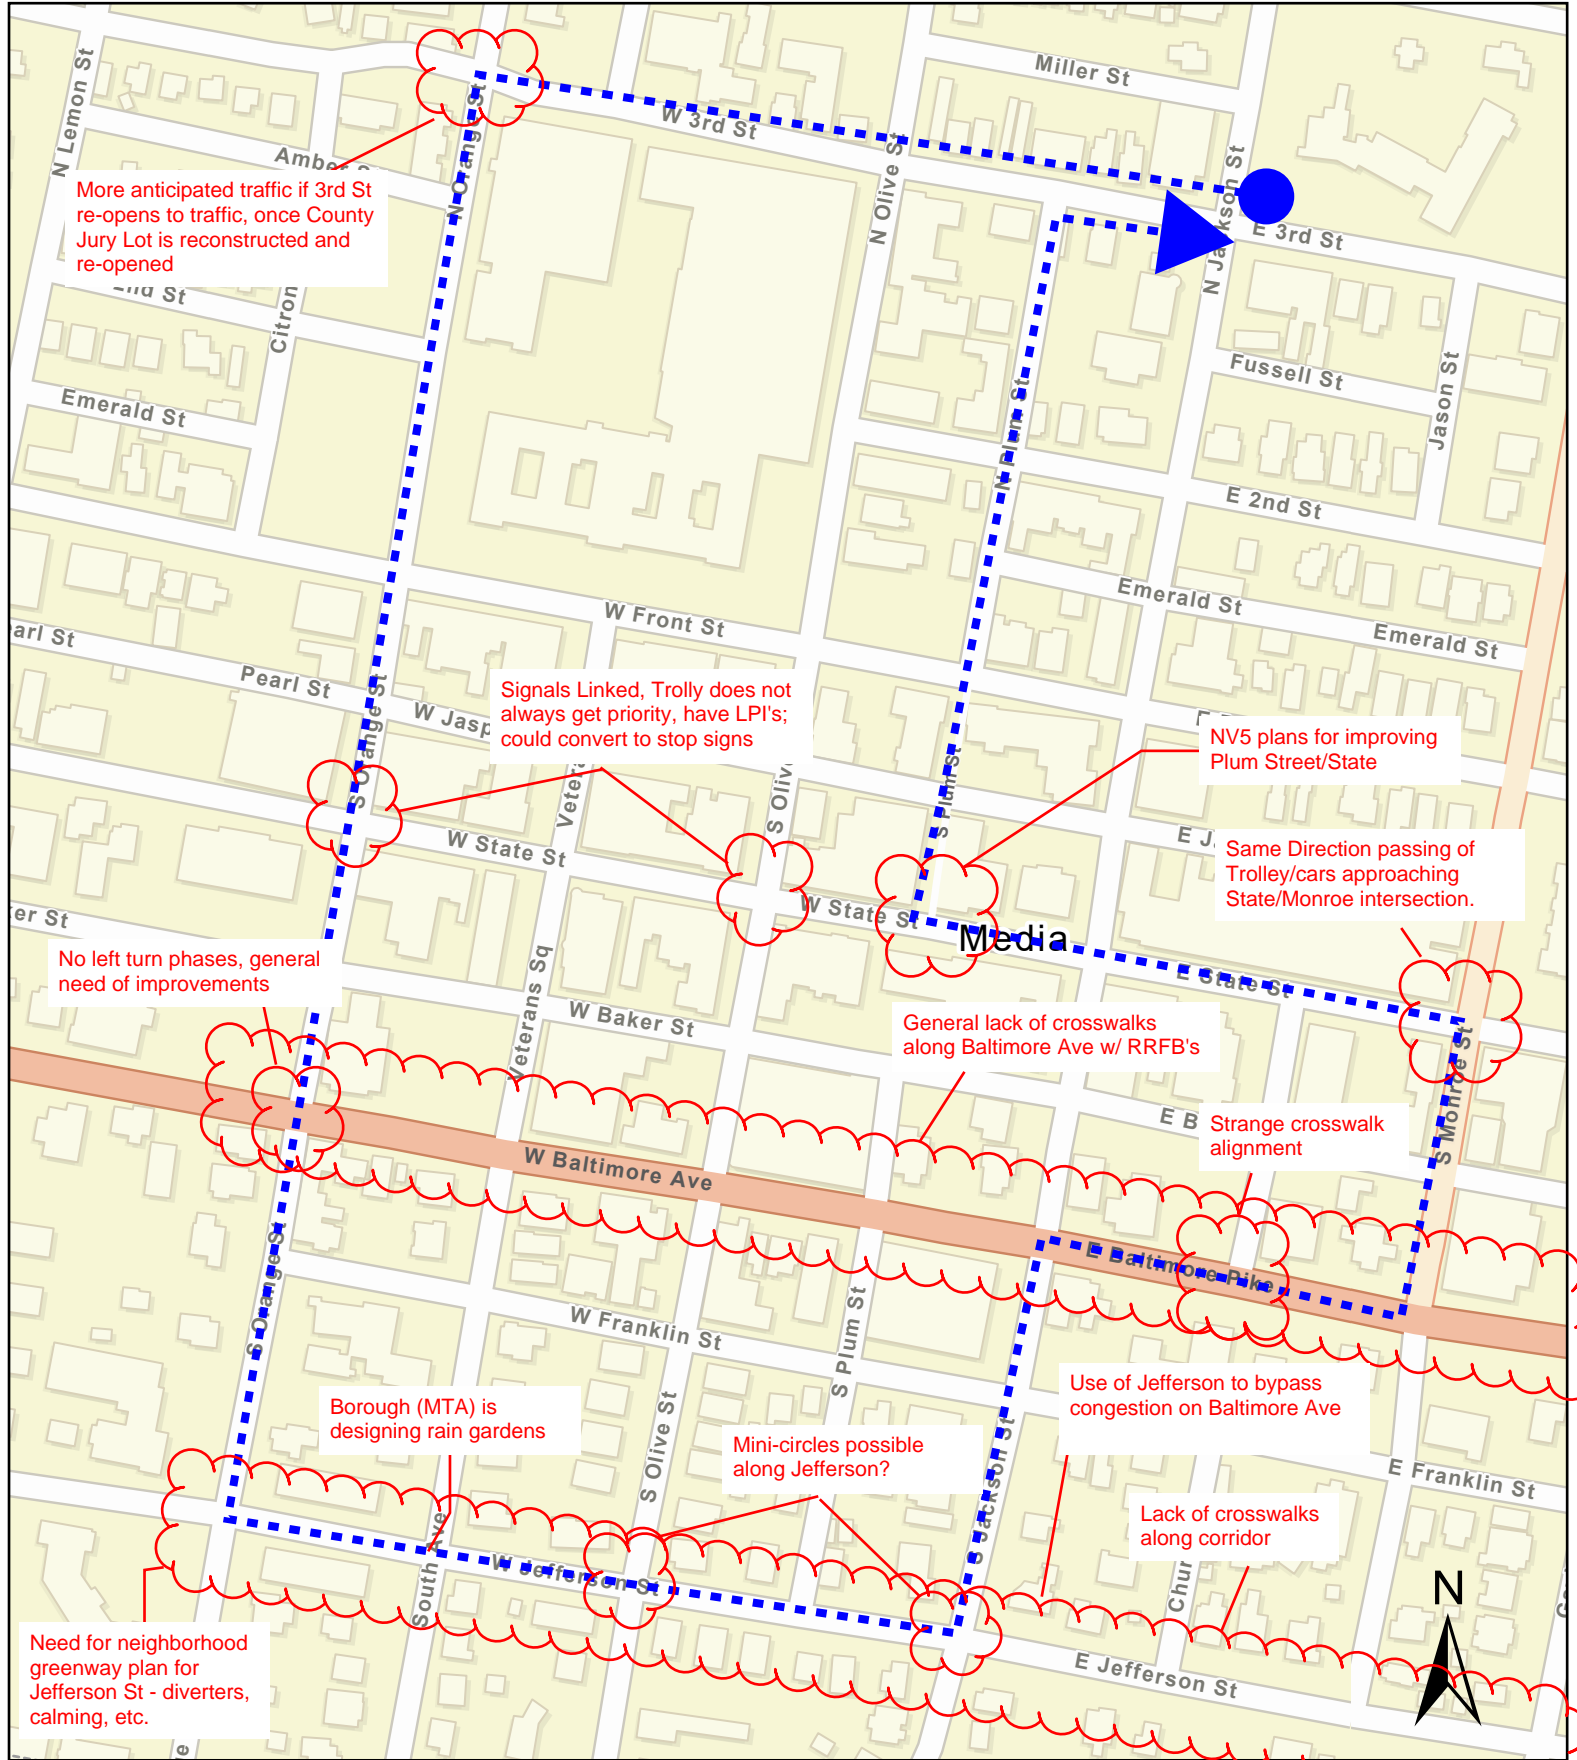 Miller St
N Lemon St
W 3rd St
N Orange St
N Olive St
N Jackson St
E 3rd St
More anticipated traffic if 3rd St
re-opens to traffic, once County
Jury Lot is reconstructed and
re-opened
2nd St
Citron
Fussell St
Jason St
Emerald St
N Plum St
E 2nd St
Emerald St
Emerald St
W Front St
Pearl St
S Orange St
W Jasp
Signals Linked, Trolly does not
always get priority, have LPI's;
could convert to stop signs
NV5 plans for improving
Plum Street/State
S Plum St
S Oliv
Vetera
W State St
E J
Same Direction passing of
Trolley/cars approaching
State/Monroe intersection.
W State St
Media
E State St
ker St
No left turn phases, general
need of improvements
Veterans Sq
W Baker St
General lack of crosswalks
along Baltimore Ave w/ RRFB's
E B
Strange crosswalk
alignment
S Monroe St
W Baltimore Ave
E Baltimore Pike
S Orange St
W Franklin St
S Plum St
Borough (MTA) is
designing rain gardens
S Olive St
Mini-circles possible
along Jefferson?
Use of Jefferson to bypass
congestion on Baltimore Ave
S Jackson St
E Franklin St
Lack of crosswalks
along corridor
South Ave
W Jefferson St
Chur
N
Need for neighborhood
greenway plan for
Jefferson St - diverters,
calming, etc.
E Jefferson St